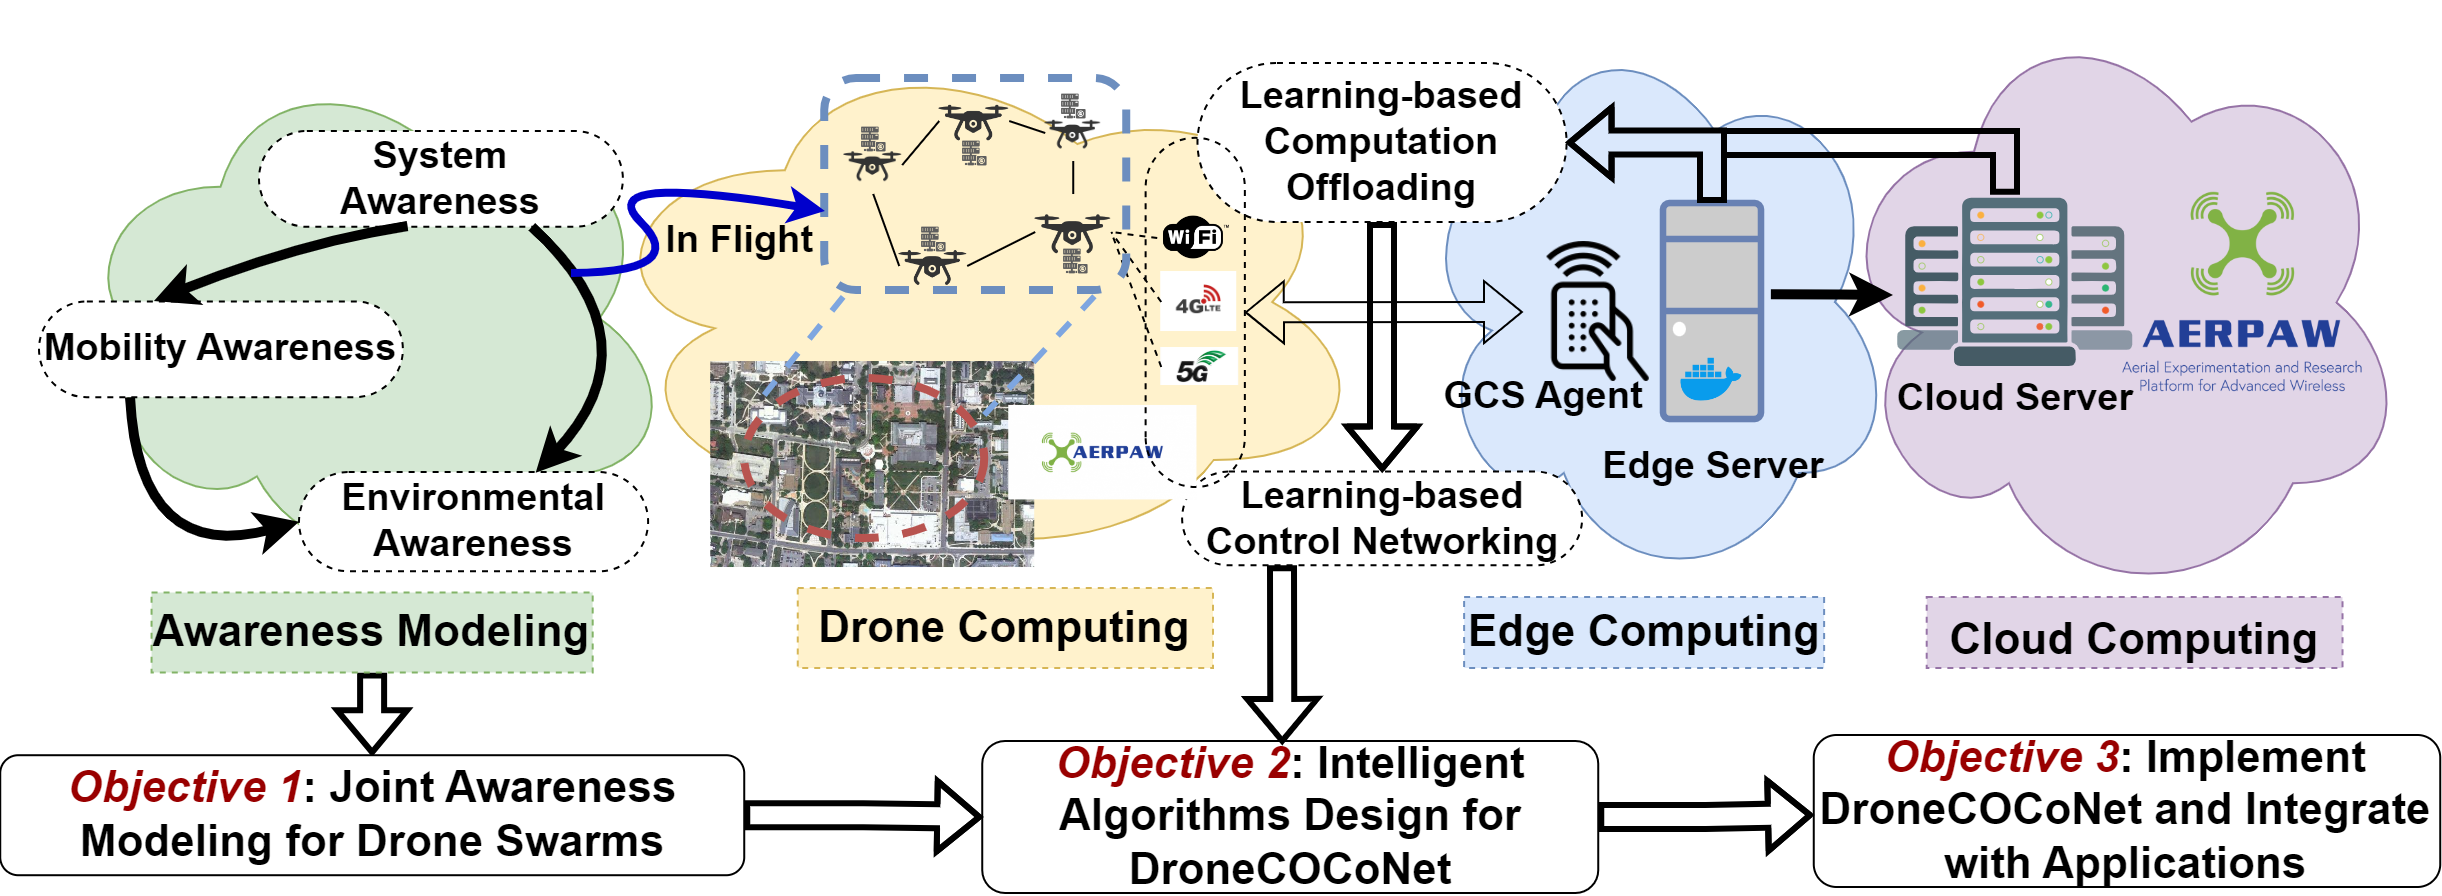 System
Awareness
Mobility Awareness
Environmental
Awareness
Awareness Modeling
In Flight
WiFi
™
4G LTE
5G
AERPAW
Drone Computing
Learning-based
Computation
Offloading
Learning-based
Control Networking
GCS Agent
Edge Server
Edge Computing
Cloud Server
AERPAW
Aerial Experimentation and Research
Platform for Advanced Wireless
Cloud Computing
Objective 1: Joint Awareness
Modeling for Drone Swarms
Objective 2: Intelligent
Algorithms Design for
DroneCOCoNet
Objective 3: Implement
DroneCOCoNet and Integrate
with Applications